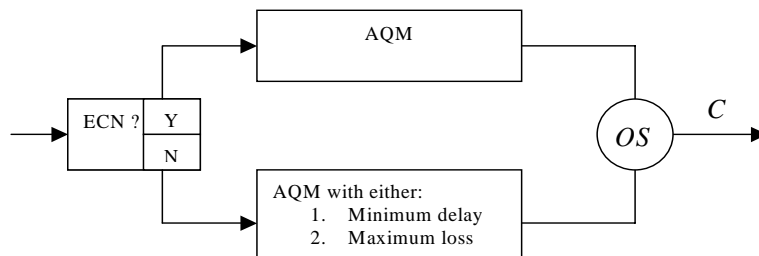 AQM
ECN ?
Y
N
OS
C
AQM with either:
1. Minimum delay
2. Maximum loss